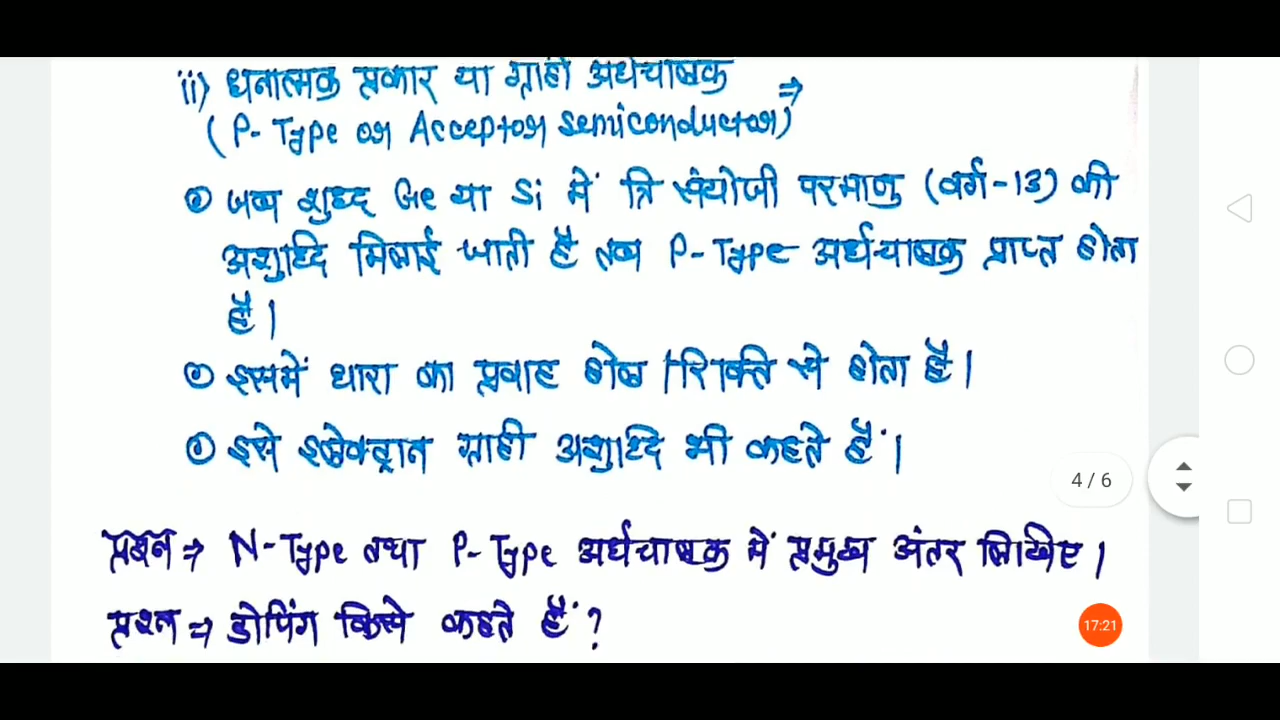 ii) धनात्मक प्रकार या ग्राही अर्धचालक ⇒
(P- Type or Acceptor semiconductor)
जब शुध्द Ge या Si में त्रि संयोजी परमाणु (वर्ग-13) की
अशुध्दि मिलाई जाती है तब P-Type अर्धचालक प्राप्त होता
है।
इसमें धारा का प्रवाह होल/रिक्ति से होता है।
इसे इलेक्ट्रान ग्राही अशुध्दि भी कहते हैं।
4 / 6
प्रश्न ⇒ N-Type तथा P-Type अर्धचालक में प्रमुख अंतर लिखिए।
प्रश्न ⇒ डोपिंग किसे कहते हैं ?
17:21